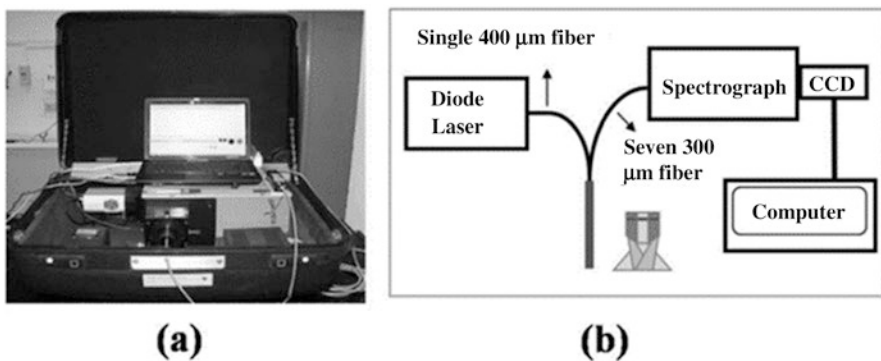 Single 400 μm fiber
Diode
Laser
Spectrograph
CCD
Seven 300
μm fiber
Computer
(a)
(b)